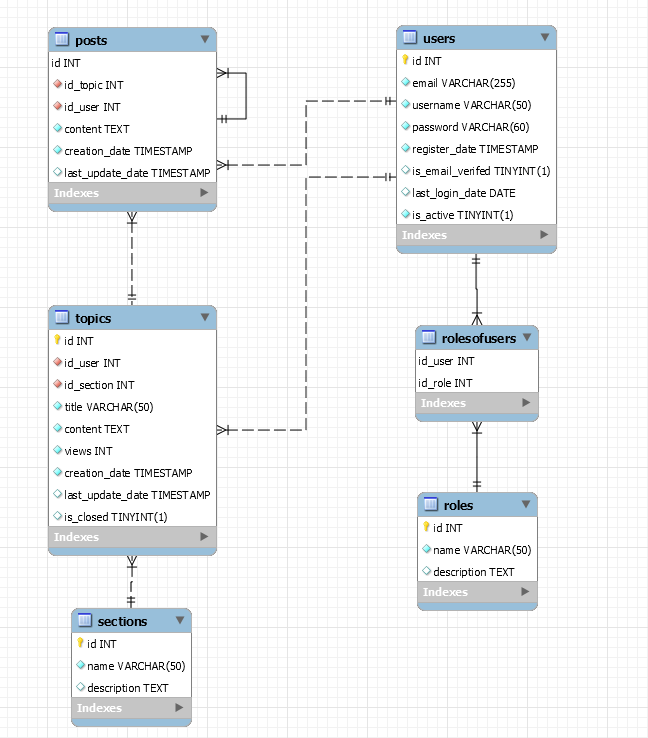 posts
id INT
id_topic INT
id_user INT
content TEXT
creation_date TIMESTAMP
last_update_date TIMESTAMP
Indexes
users
id INT
email VARCHAR(255)
username VARCHAR(50)
password VARCHAR(60)
register_date TIMESTAMP
is_email_verifed TINYINT(1)
last_login_date DATE
is_active TINYINT(1)
Indexes
topics
id INT
id_user INT
id_section INT
title VARCHAR(50)
content TEXT
views INT
creation_date TIMESTAMP
last_update_date TIMESTAMP
is_closed TINYINT(1)
Indexes
rolesofusers
id_user INT
id_role INT
Indexes
roles
id INT
name VARCHAR(50)
description TEXT
Indexes
sections
id INT
name VARCHAR(50)
description TEXT
Indexes